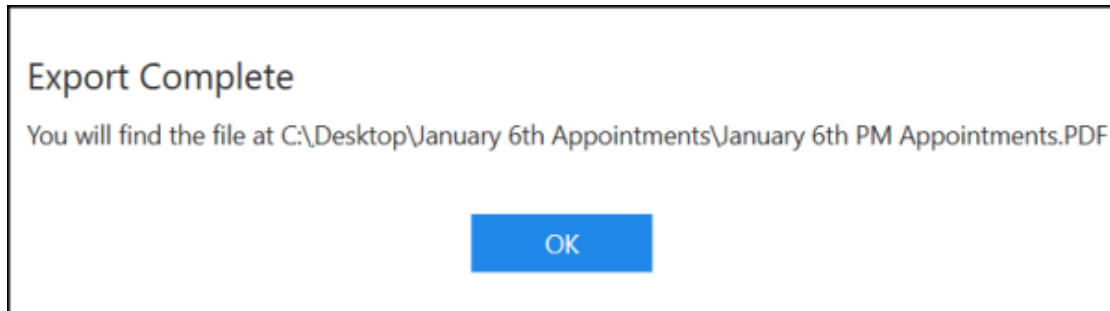 Export Complete
You will find the file at C:\Desktop\January 6th Appointments\January 6th PM Appointments.PDF
OK